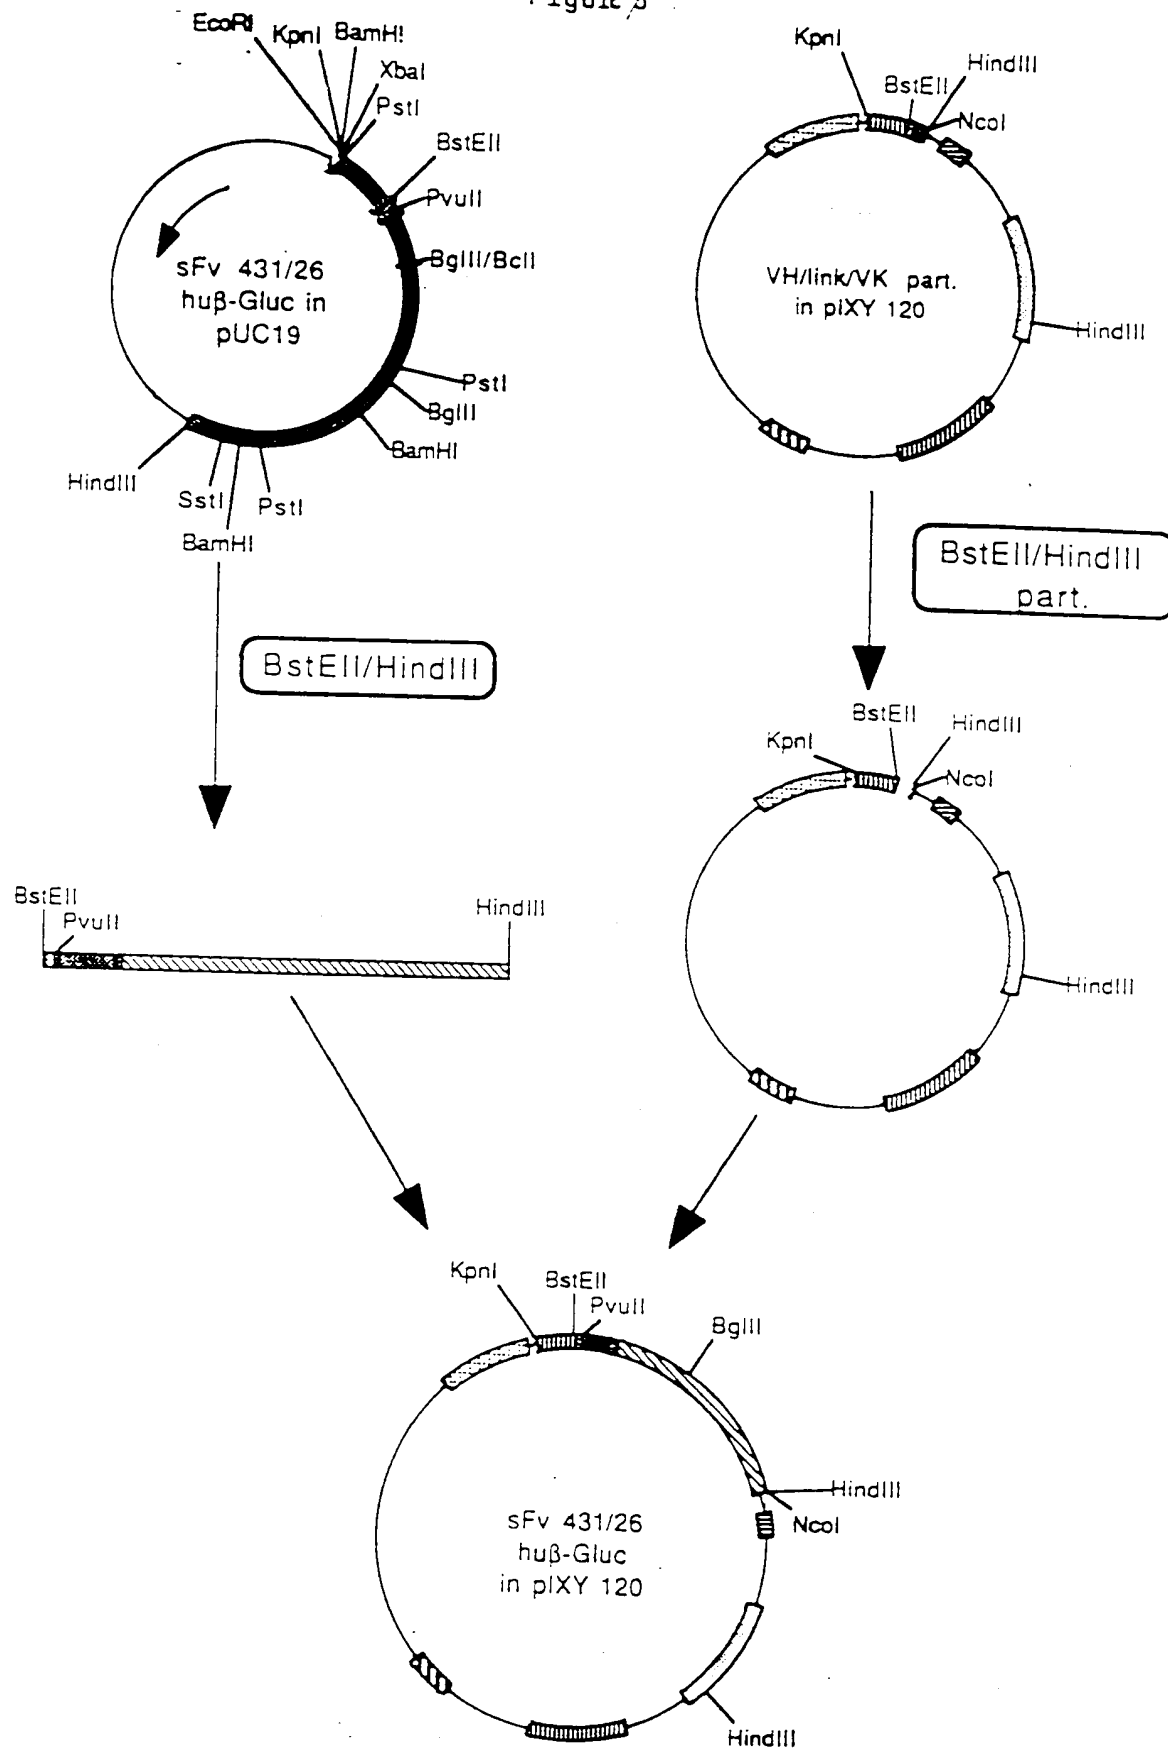 EcoRI
KpnI
BamHI
XbaI
PstI
BstEII
PvuII
BglII/BclI
PstI
BglII
BamHI
PstI
BamHI
SstI
HindIII
sFv 431/26
huβ-Gluc in
pUC19
KpnI
BstEII
HindIII
NcoI
HindIII
VH/link/VK part.
in pIXY 120
BstEII/HindIII
BstEII/HindIII
part.
BstEII
PvuII
HindIII
KpnI
BstEII
HindIII
NcoI
HindIII
KpnI
BstEII
PvuII
BglII
HindIII
NcoI
HindIII
sFv 431/26
huβ-Gluc
in pIXY 120